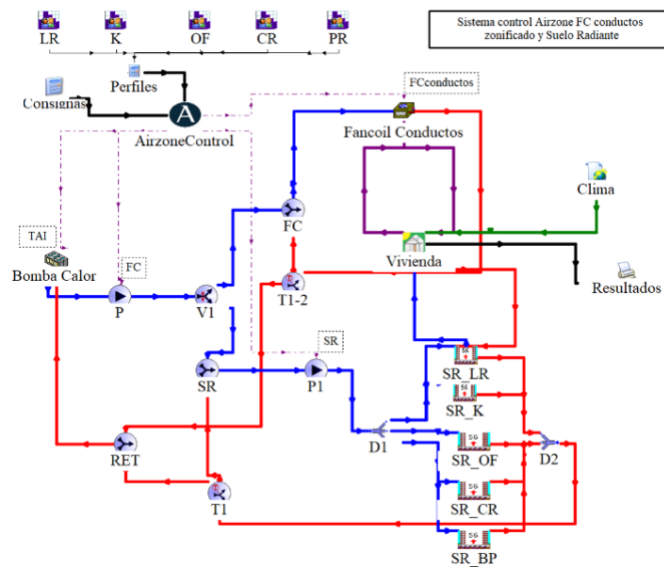 LR K OF CR PR
Sistema control Airzone FC conductos
zonificado y Suelo Radiante
Perfiles
Consignas
AirzoneControl
FCconductos
Fancoil Conductos
Clima
TAI
Bomba Calor
FC
P
V1
FC
T1-2
Vivienda
Resultados
SR
SR
P1
D1
SR_LR
SR_K
SR_OF
D2
SR_CR
SR_BP
RET
T1